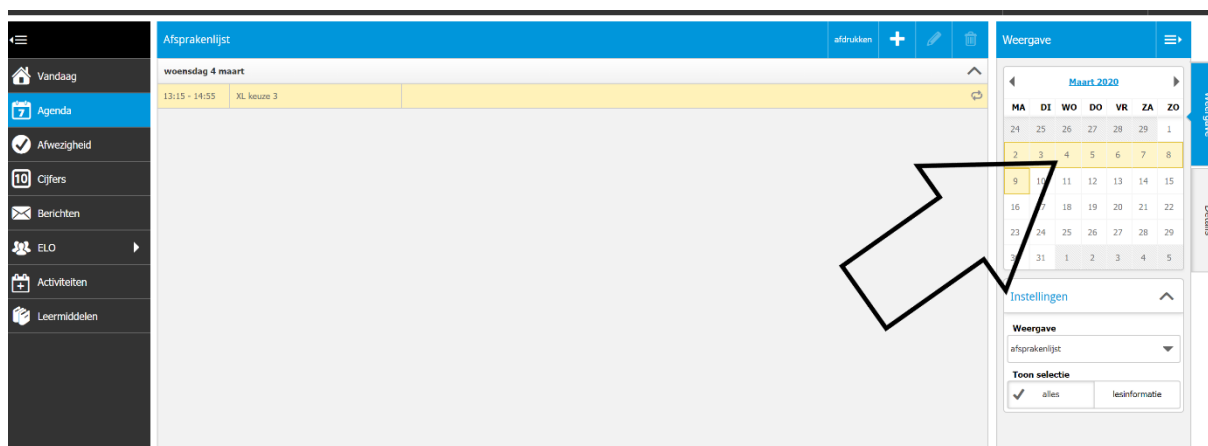 Afsprakenlijst
afdrukken
Weergave
Vandaag
7 Agenda
Afwezigheid
10 Cijfers
Berichten
ELO
Activiteiten
Leermiddelen
woensdag 4 maart
13:15 - 14:55 XL keuze 3
Maart 2020
MA DI WO DO VR ZA ZO
24 25 26 27 28 29 1
2 3 4 5 6 7 8
9 10 11 12 13 14 15
16 17 18 19 20 21 22
23 24 25 26 27 28 29
31 1 2 3 4 5
Instellingen
Weergave
afsprakenlijst
Toon selectie
alles lesinformatie
Weergave
Details